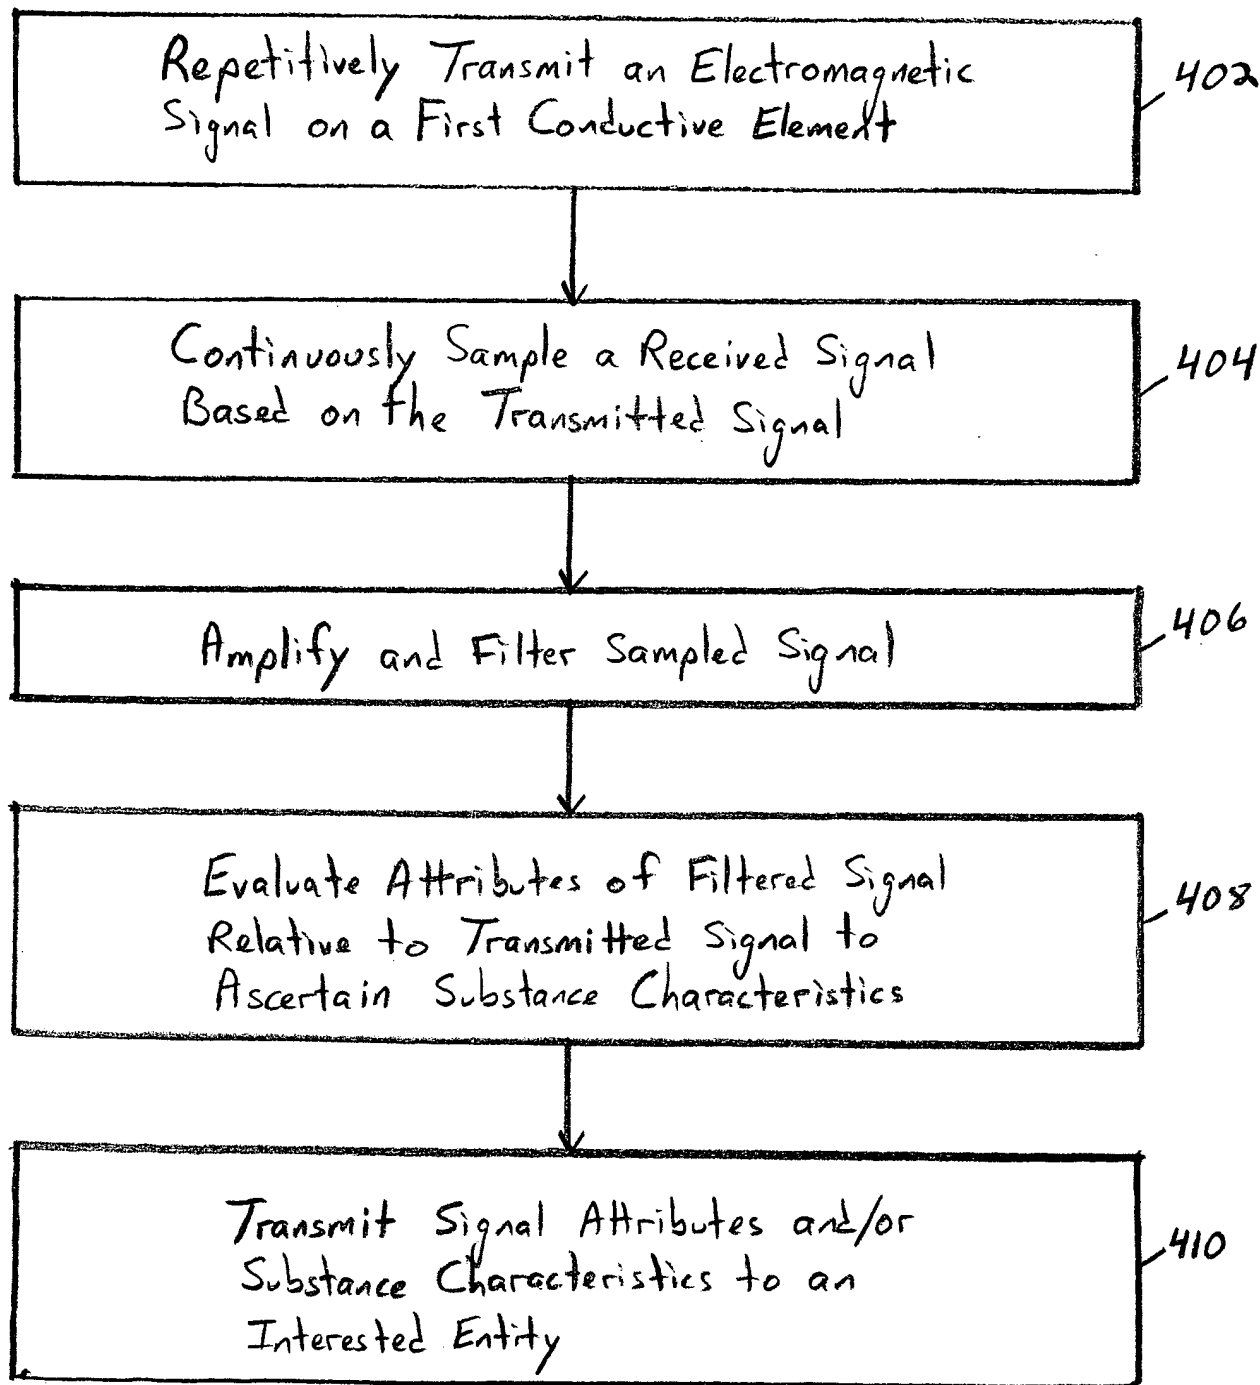 Repetitively Transmit an Electromagnetic
Signal on a First Conductive Element
402
Continuously Sample a Received Signal
Based on the Transmitted Signal
404
Amplify and Filter Sampled Signal
406
Evaluate Attributes of Filtered Signal
Relative to Transmitted Signal to
Ascertain Substance Characteristics
408
Transmit Signal Attributes and/or
Substance Characteristics to an
Interested Entity
410